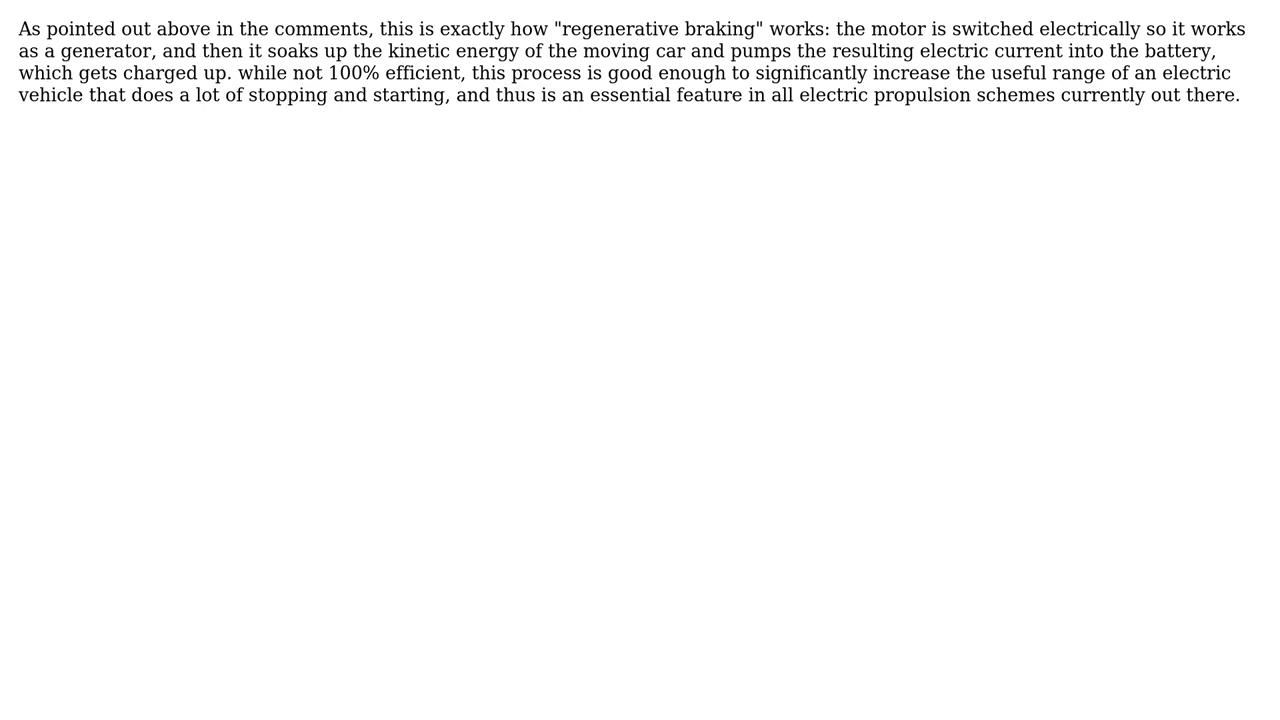 As pointed out above in the comments, this is exactly how "regenerative braking" works: the motor is switched electrically so it works
as a generator, and then it soaks up the kinetic energy of the moving car and pumps the resulting electric current into the battery,
which gets charged up. while not 100% efficient, this process is good enough to significantly increase the useful range of an electric
vehicle that does a lot of stopping and starting, and thus is an essential feature in all electric propulsion schemes currently out there.